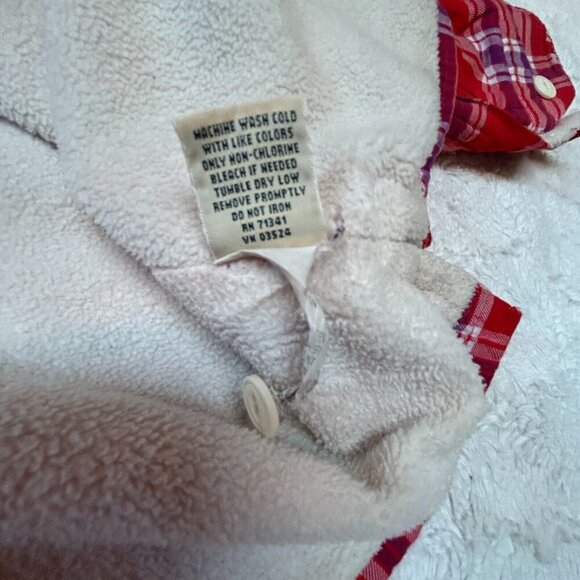 MACHINE WASH COLD
WITH LIKE COLORS
ONLY NON-CHLORINE
BLEACH IF NEEDED
TUMBLE DRY LOW
REMOVE PROMPTLY
DO NOT IRON
RN 71341
VN 03524